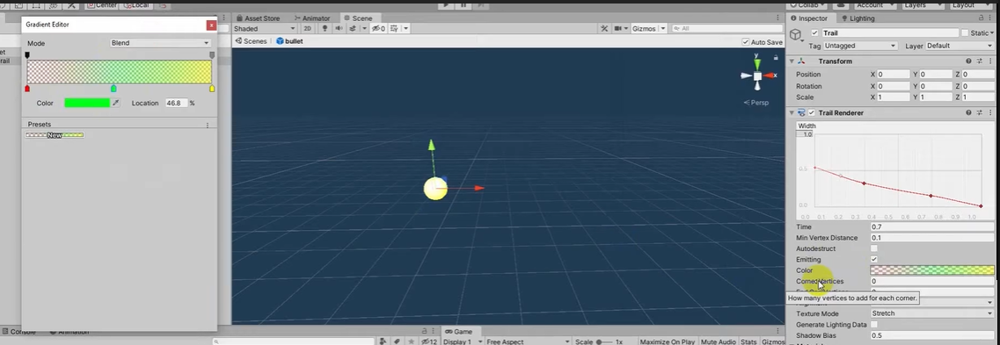 Center Local
Collab Account Layers Layout
Gradient Editor
x
Mode Blend
Color Location 46.8 %
Presets
New
et
rail
Asset Store Animator Scene
Shaded 2D 0 Gizmos All
Scenes bullet Auto Save
y
x
Persp
Inspector Lighting
Trail Static
Tag Untagged Layer Default
Transform
Position X 0 Y 0 Z 0
Rotation X 0 Y 0 Z 0
Scale X 1 Y 1 Z 1
Trail Renderer
Width
1.0
0.5
0.0
0.0 0.1 0.2 0.3 0.4 0.5 0.6 0.7 0.8 0.9 1.0
Time 0.7
Min Vertex Distance 0.1
Autodestruct
Emitting
Color
Corner Vertices 0
How many vertices to add for each corner.
Texture Mode Stretch
Generate Lighting Data
Shadow Bias 0.5
Console Animation
12
Game
Display 1 Free Aspect Scale 1x Maximize On Play Mute Audio Stats Gizmos